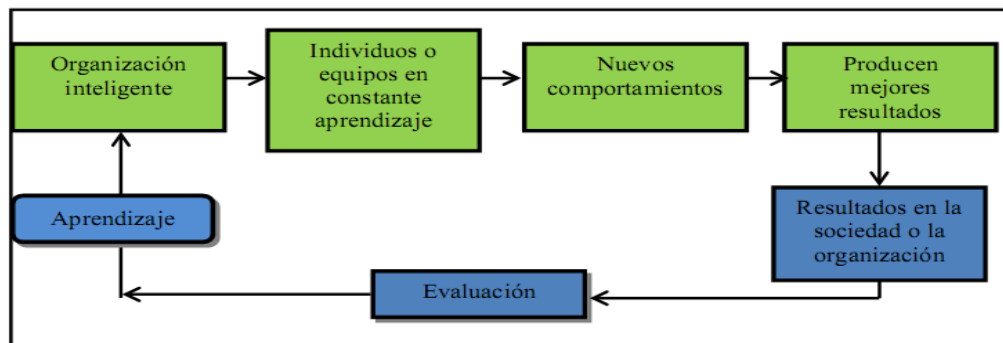 Organización
inteligente
Individuos o
equipos en
constante
aprendizaje
Nuevos
comportamientos
Producen
mejores
resultados
Aprendizaje
Resultados en la
sociedad o la
organización
Evaluación